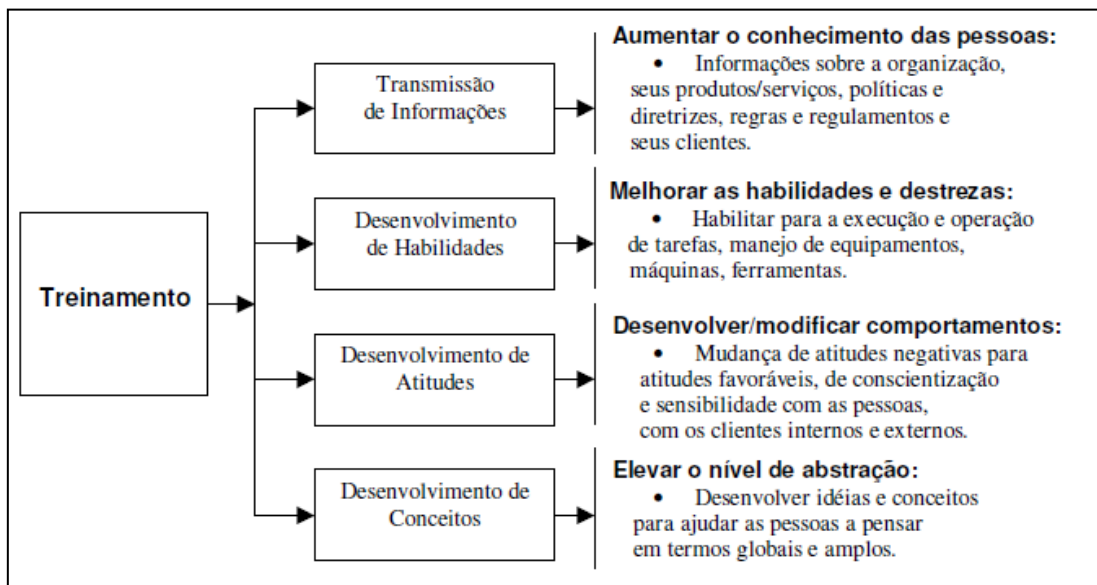 Treinamento
Transmissão
de Informações
Aumentar o conhecimento das pessoas:
• Informações sobre a organização,
seus produtos/serviços, políticas e
diretrizes, regras e regulamentos e
seus clientes.
Desenvolvimento
de Habilidades
Melhorar as habilidades e destrezas:
• Habilitar para a execução e operação
de tarefas, manejo de equipamentos,
máquinas, ferramentas.
Desenvolvimento de
Atitudes
Desenvolver/modificar comportamentos:
• Mudança de atitudes negativas para
atitudes favoráveis, de conscientização
e sensibilidade com as pessoas,
com os clientes internos e externos.
Desenvolvimento de
Conceitos
Elevar o nível de abstração:
• Desenvolver idéias e conceitos
para ajudar as pessoas a pensar
em termos globais e amplos.